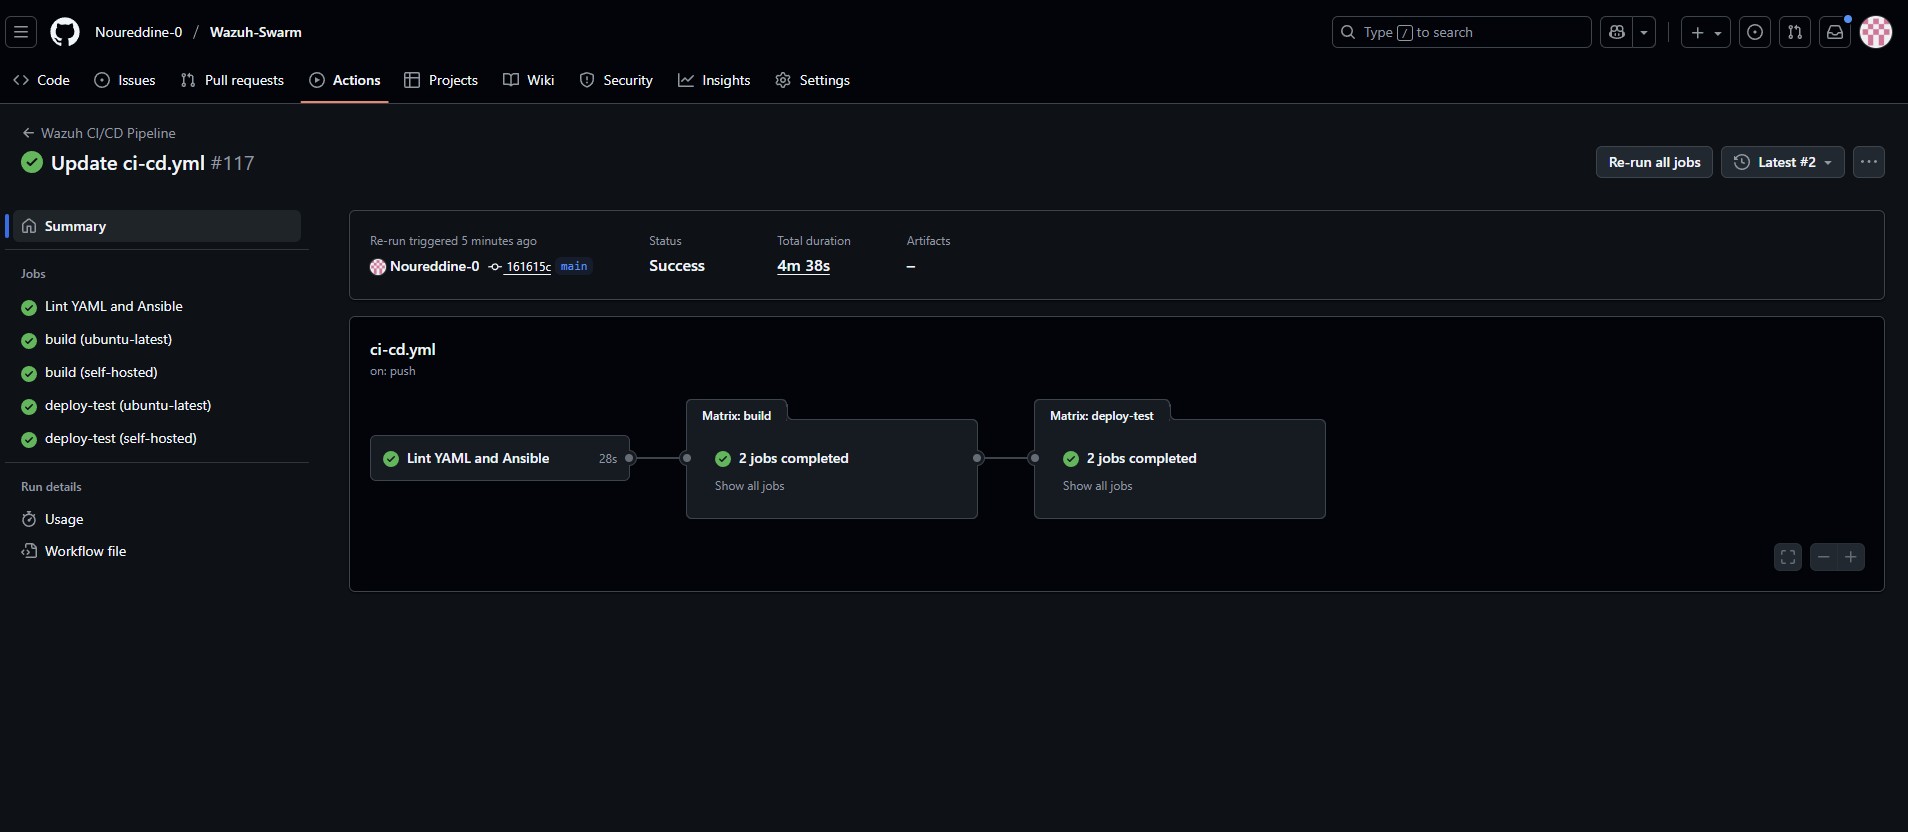 Noureddine-0 / Wazuh-Swarm
Type / to search
Code Issues Pull requests Actions Projects Wiki Security Insights Settings
Wazuh CI/CD Pipeline
Update ci-cd.yml #117
Re-run all jobs
Latest #2
Summary
Jobs
Lint YAML and Ansible
build (ubuntu-latest)
build (self-hosted)
deploy-test (ubuntu-latest)
deploy-test (self-hosted)
Run details
Usage
Workflow file
Re-run triggered 5 minutes ago
Noureddine-0 161615c main
Status
Success
Total duration
4m 38s
Artifacts
–
ci-cd.yml
on: push
Lint YAML and Ansible 28s
Matrix: build
2 jobs completed
Show all jobs
Matrix: deploy-test
2 jobs completed
Show all jobs